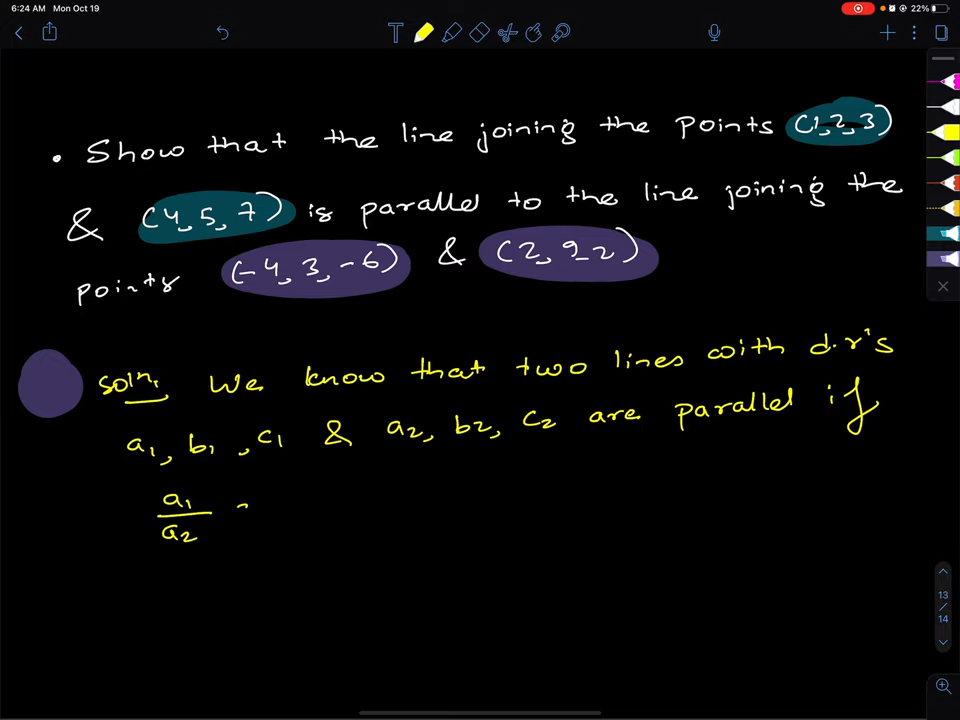 6:24 AM Mon Oct 19
22%
• Show that the line joining the points (1,2,3)
& (4,5,7) is parallel to the line joining the
points (-4,3,-6) & (2,9,2)
Soln. We know that two lines with d.r's
a1, b1, c1 & a2, b2, c2 are parallel if
a1/a2 =
T
13
/
14